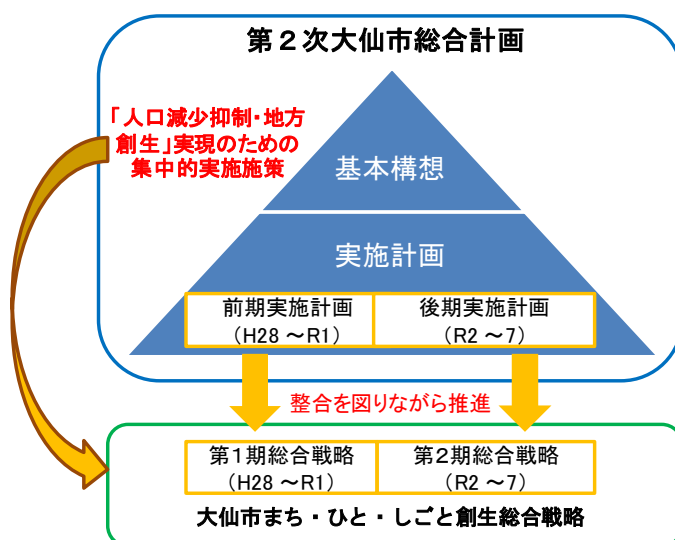 第２次大仙市総合計画
「人口減少抑制・地方
創生」実現のための
集中的実施施策
基本構想
実施計画
前期実施計画
（H28 ～R1）
後期実施計画
（R2 ～7）
整合を図りながら推進
第１期総合戦略
（H28 ～R1）
第２期総合戦略
（R2 ～7）
大仙市まち・ひと・しごと創生総合戦略